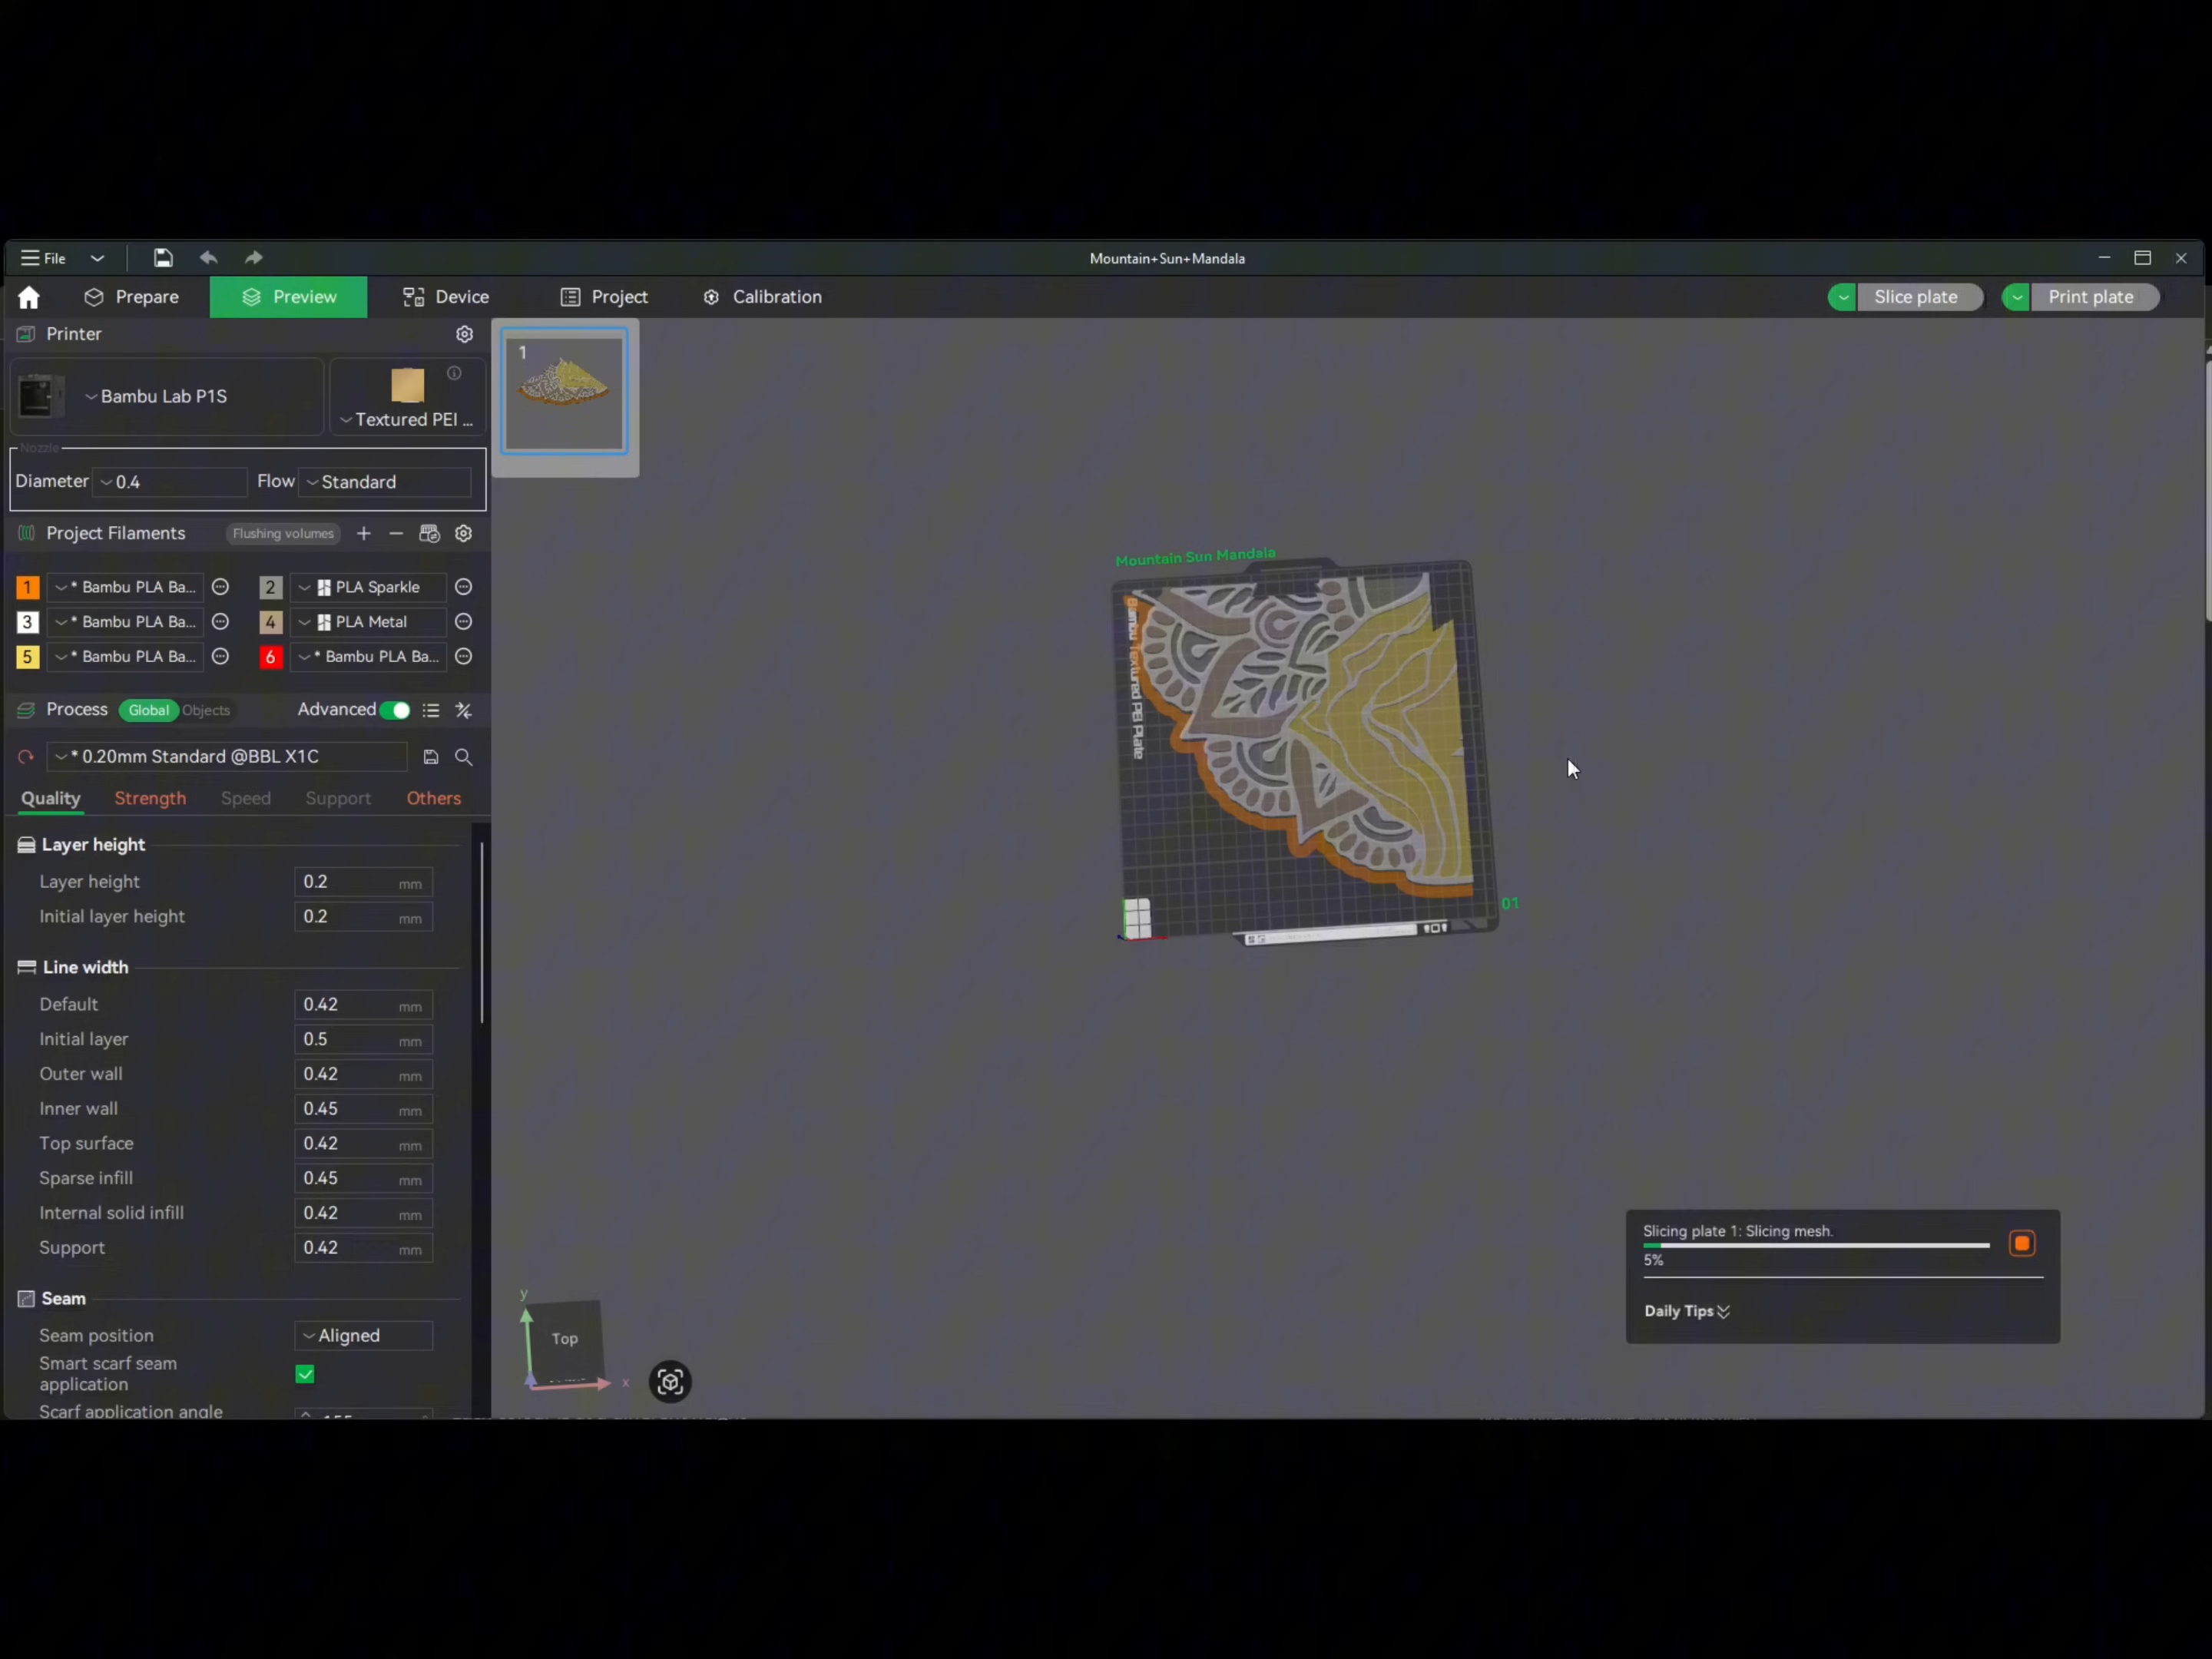 File
Mountain+Sun+Mandala
Prepare
Preview
Device
Project
Calibration
Slice plate
Print plate
Printer
Bambu Lab P1S
Textured PEI ...
Nozzle
Diameter 0.4 Flow Standard
Project Filaments Flushing volumes
1 * Bambu PLA Ba... 2 PLA Sparkle
3 * Bambu PLA Ba... 4 PLA Metal
5 * Bambu PLA Ba... 6 * Bambu PLA Ba...
Process Global Objects Advanced
* 0.20mm Standard @BBL X1C
Quality Strength Speed Support Others
Layer height
Layer height 0.2 mm
Initial layer height 0.2 mm
Line width
Default 0.42 mm
Initial layer 0.5 mm
Outer wall 0.42 mm
Inner wall 0.45 mm
Top surface 0.42 mm
Sparse infill 0.45 mm
Internal solid infill 0.42 mm
Support 0.42 mm
Seam
Seam position Aligned
Smart scarf seam
application
Scarf application angle
1
Mountain Sun Mandala
Bambu Textured PEI Plate
01
y
Top
x
Slicing plate 1: Slicing mesh.
5%
Daily Tips